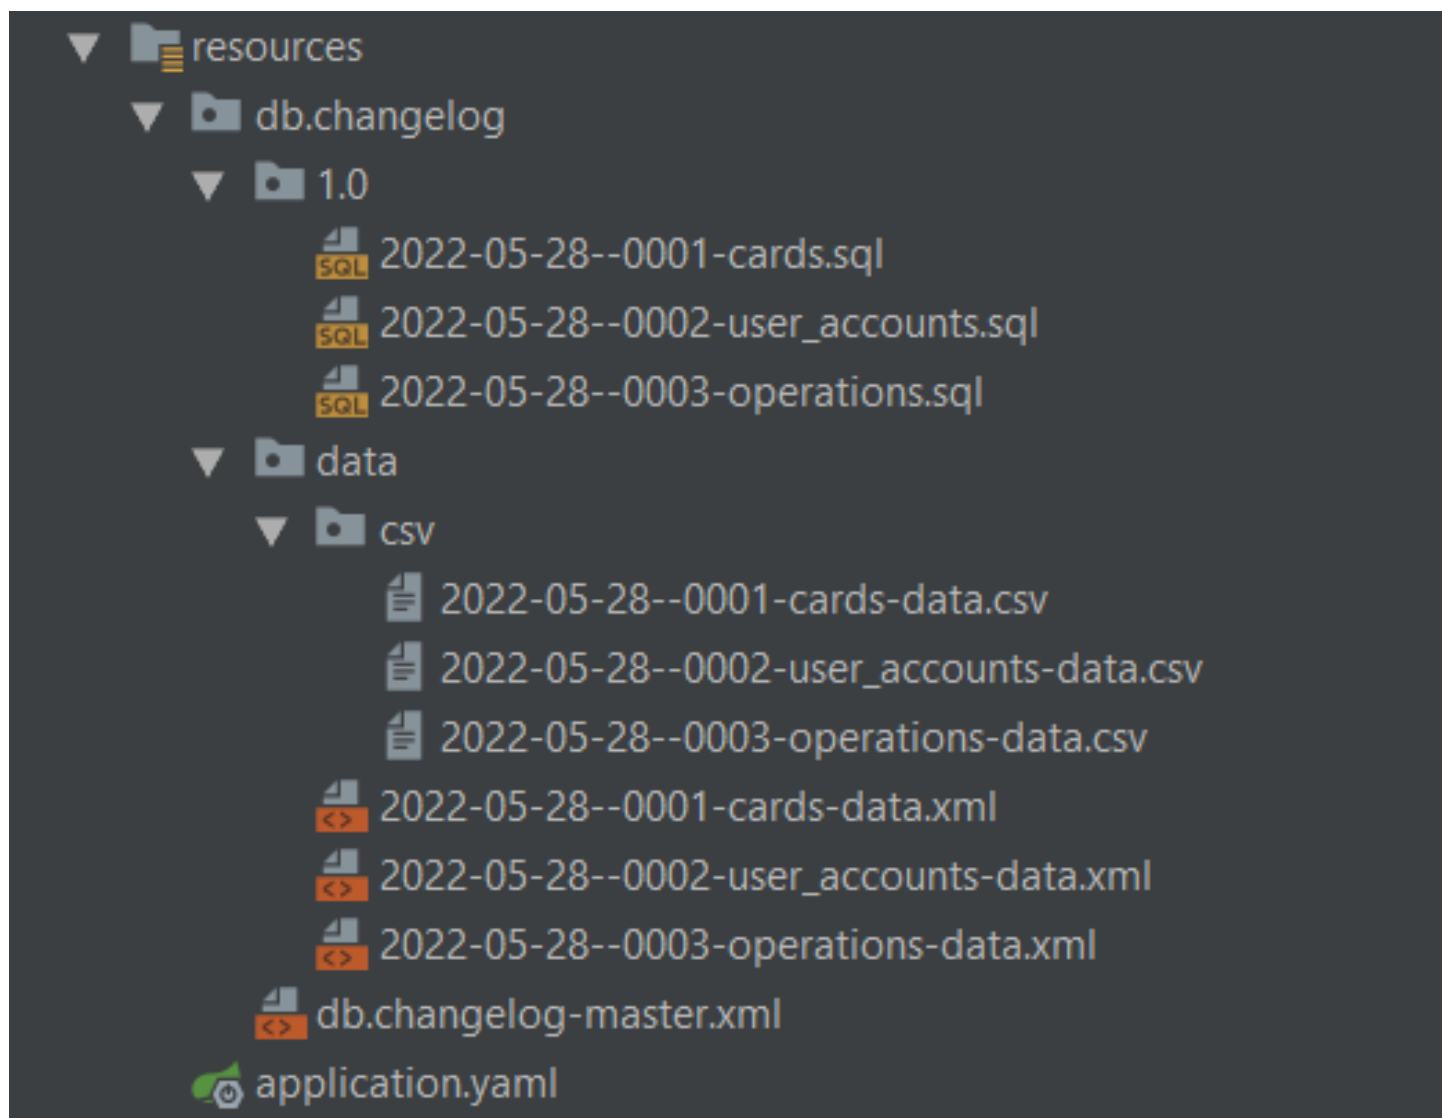 resources
db.changelog
1.0
SQL 2022-05-28--0001-cards.sql
SQL 2022-05-28--0002-user_accounts.sql
SQL 2022-05-28--0003-operations.sql
data
csv
2022-05-28--0001-cards-data.csv
2022-05-28--0002-user_accounts-data.csv
2022-05-28--0003-operations-data.csv
<> 2022-05-28--0001-cards-data.xml
<> 2022-05-28--0002-user_accounts-data.xml
<> 2022-05-28--0003-operations-data.xml
<> db.changelog-master.xml
application.yaml